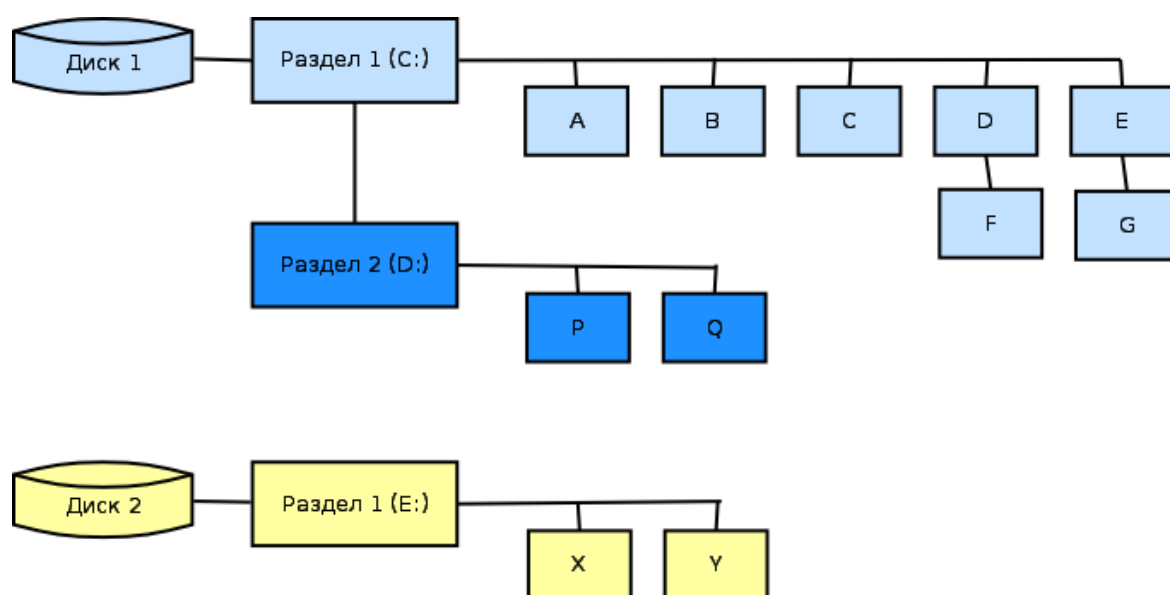 Диск 1
Раздел 1 (C:)
A
B
C
D
E
F
G
Раздел 2 (D:)
P
Q
Диск 2
Раздел 1 (E:)
X
Y